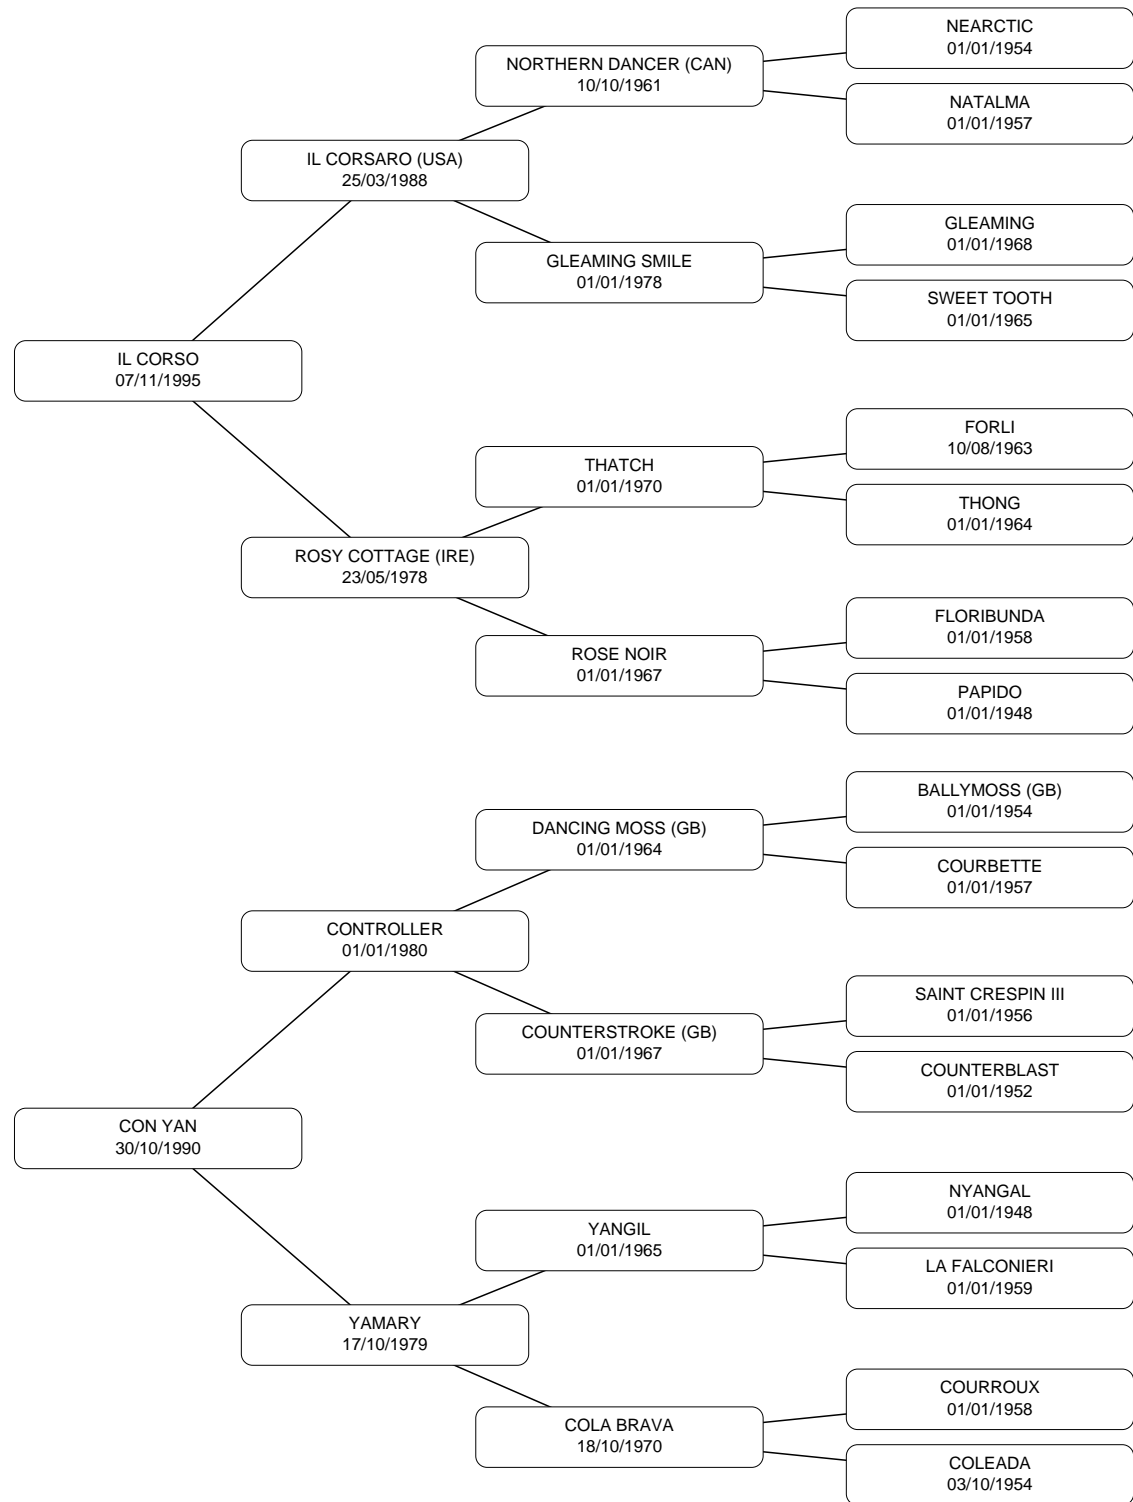 NEARCTIC
01/01/1954
NORTHERN DANCER (CAN)
10/10/1961
NATALMA
01/01/1957
IL CORSARO (USA)
25/03/1988
GLEAMING
01/01/1968
GLEAMING SMILE
01/01/1978
SWEET TOOTH
01/01/1965
IL CORSO
07/11/1995
FORLI
10/08/1963
THATCH
01/01/1970
THONG
01/01/1964
ROSY COTTAGE (IRE)
23/05/1978
FLORIBUNDA
01/01/1958
ROSE NOIR
01/01/1967
PAPIDO
01/01/1948
BALLYMOSS (GB)
01/01/1954
DANCING MOSS (GB)
01/01/1964
COURBETTE
01/01/1957
CONTROLLER
01/01/1980
SAINT CRESPIN III
01/01/1956
COUNTERSTROKE (GB)
01/01/1967
COUNTERBLAST
01/01/1952
CON YAN
30/10/1990
NYANGAL
01/01/1948
YANGIL
01/01/1965
LA FALCONIERI
01/01/1959
YAMARY
17/10/1979
COURROUX
01/01/1958
COLA BRAVA
18/10/1970
COLEADA
03/10/1954